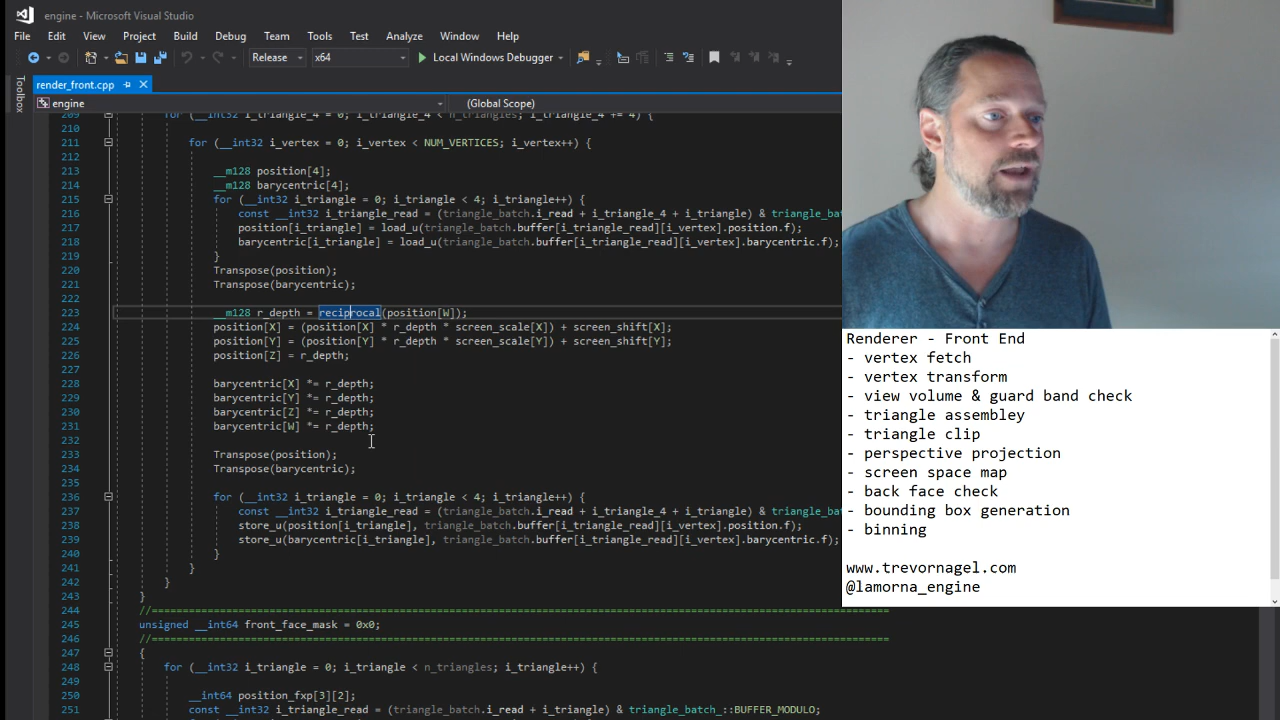 engine - Microsoft Visual Studio
File Edit View Project Build Debug Team Tools Test Analyze Window Help
Release x64 Local Windows Debugger
Toolbox
render_front.cpp
engine (Global Scope)
209 for (__int32 i_triangle_4 = 0; i_triangle_4 < n_triangles; i_triangle_4 += 4) {
210
211 for (__int32 i_vertex = 0; i_vertex < NUM_VERTICES; i_vertex++) {
212
213 __m128 position[4];
214 __m128 barycentric[4];
215 for (__int32 i_triangle = 0; i_triangle < 4; i_triangle++) {
216 const __int32 i_triangle_read = (triangle_batch.i_read + i_triangle_4 + i_triangle) & triangle_bat
217 position[i_triangle] = load_u(triangle_batch.buffer[i_triangle_read][i_vertex].position.f);
218 barycentric[i_triangle] = load_u(triangle_batch.buffer[i_triangle_read][i_vertex].barycentric.f);
219 }
220 Transpose(position);
221 Transpose(barycentric);
222
223 __m128 r_depth = reciprocal(position[W]);
224 position[X] = (position[X] * r_depth * screen_scale[X]) + screen_shift[X];
225 position[Y] = (position[Y] * r_depth * screen_scale[Y]) + screen_shift[Y];
226 position[Z] = r_depth;
227
228 barycentric[X] *= r_depth;
229 barycentric[Y] *= r_depth;
230 barycentric[Z] *= r_depth;
231 barycentric[W] *= r_depth;
232
233 Transpose(position);
234 Transpose(barycentric);
235
236 for (__int32 i_triangle = 0; i_triangle < 4; i_triangle++) {
237 const __int32 i_triangle_read = (triangle_batch.i_read + i_triangle_4 + i_triangle) & triangle_bat
238 store_u(position[i_triangle], triangle_batch.buffer[i_triangle_read][i_vertex].position.f);
239 store_u(barycentric[i_triangle], triangle_batch.buffer[i_triangle_read][i_vertex].barycentric.f);
240 }
241 }
242 }
243 }
244 //==========================================================================================
245 unsigned __int64 front_face_mask = 0x0;
246 //==========================================================================================
247 {
248 for (__int32 i_triangle = 0; i_triangle < n_triangles; i_triangle++) {
249
250 __int64 position_fxp[3][2];
251 const __int32 i_triangle_read = (triangle_batch.i_read + i_triangle) & triangle_batch_::BUFFER_MODULO;
Renderer - Front End
- vertex fetch
- vertex transform
- view volume & guard band check
- triangle assembley
- triangle clip
- perspective projection
- screen space map
- back face check
- bounding box generation
- binning
www.trevornagel.com
@lamorna_engine